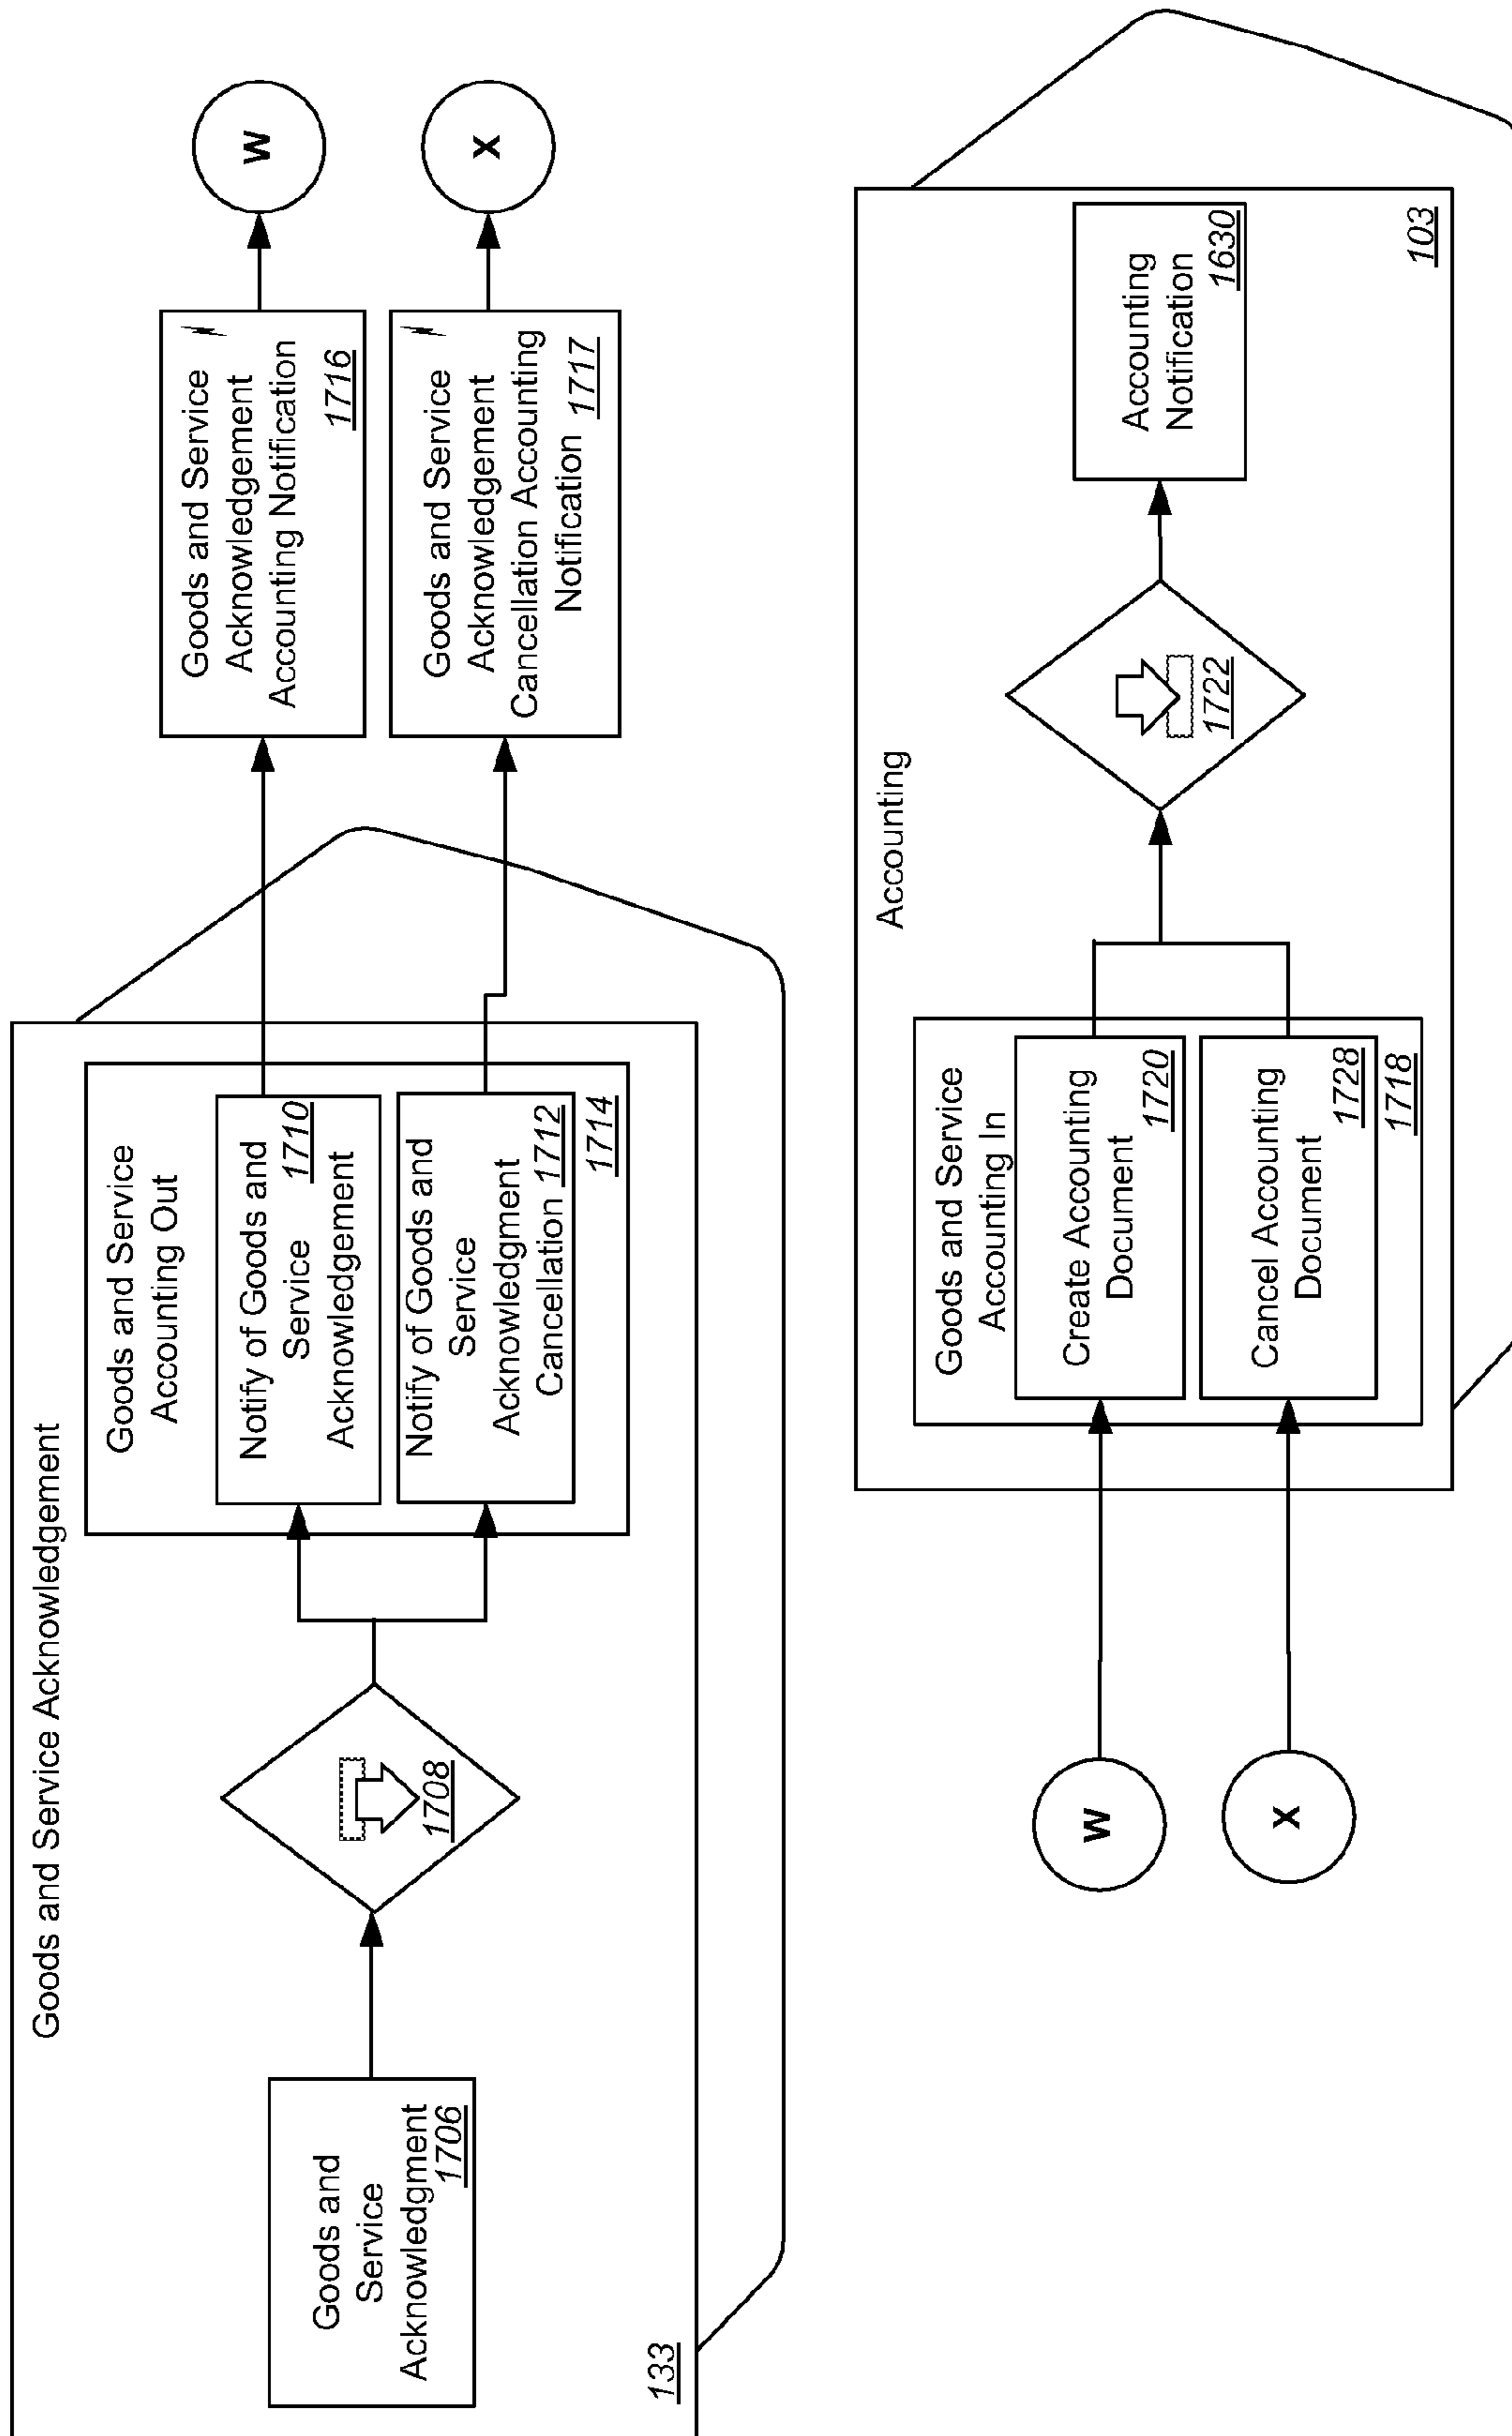 Goods and Service Acknowledgement
Goods and
Service
Acknowledgment
1706
1708
Goods and Service
Accounting Out
Notify of Goods and
Service 1710
Acknowledgement
Notify of Goods and
Service
Acknowledgment
Cancellation 1712
1714
133
Goods and Service
Acknowledgement
Accounting Notification
1716
W
Goods and Service
Acknowledgement
Cancellation Accounting
Notification 1717
X
Accounting
W
X
Goods and Service
Accounting In
Create Accounting
Document 1720
Cancel Accounting
Document 1728
1718
1722
Accounting
Notification
1630
103